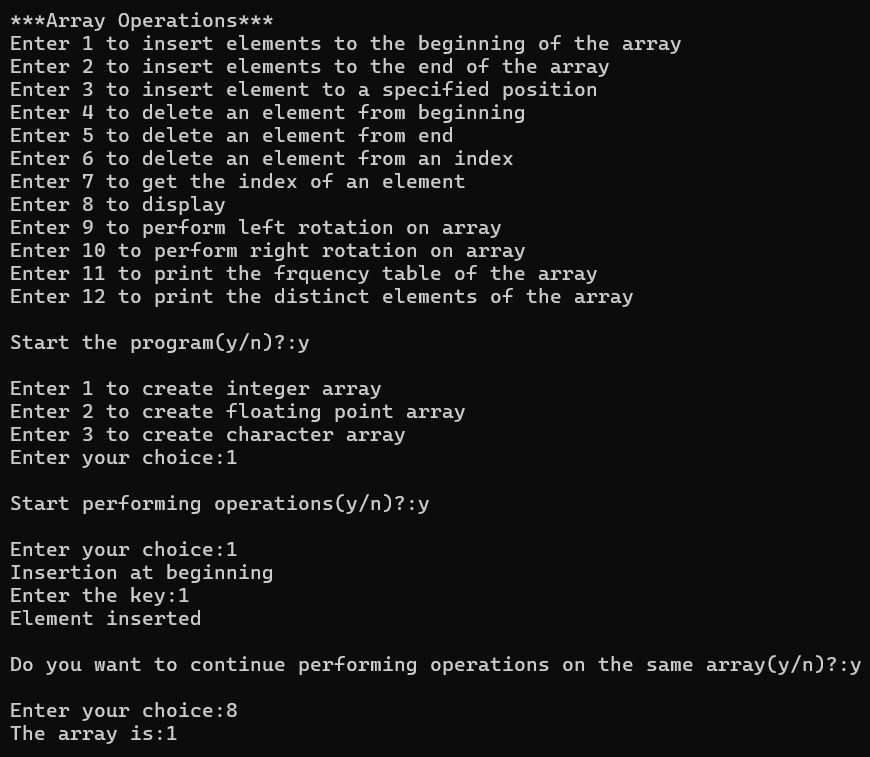 ***Array Operations***
Enter 1 to insert elements to the beginning of the array
Enter 2 to insert elements to the end of the array
Enter 3 to insert element to a specified position
Enter 4 to delete an element from beginning
Enter 5 to delete an element from end
Enter 6 to delete an element from an index
Enter 7 to get the index of an element
Enter 8 to display
Enter 9 to perform left rotation on array
Enter 10 to perform right rotation on array
Enter 11 to print the frquency table of the array
Enter 12 to print the distinct elements of the array
Start the program(y/n)?:y
Enter 1 to create integer array
Enter 2 to create floating point array
Enter 3 to create character array
Enter your choice:1
Start performing operations(y/n)?:y
Enter your choice:1
Insertion at beginning
Enter the key:1
Element inserted
Do you want to continue performing operations on the same array(y/n)?:y
Enter your choice:8
The array is:1